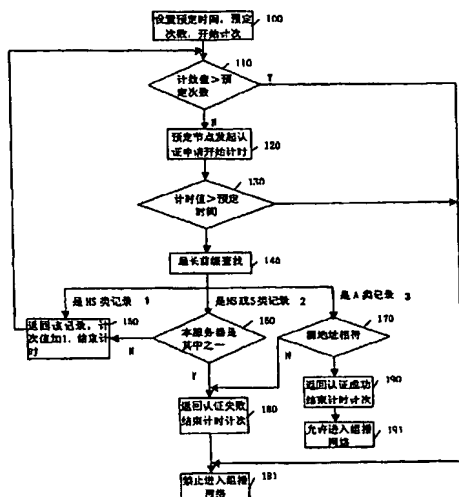 设置预定时间，预定
次数，开始计次
100
110
计数值＞预
定次数
Y
N
预定节点发起认
证申请开始计时
120
130
计时值＞预定
时间
最长前缀查找
140
是NS类记录 1
是NS或S类记录 2
是A类记录 3
返回该记录，计
次值加1，结束计
时
150
N
本服务器是
其中之一
160
源地址相符
170
N
Y
返回认证失败
结束计时计次
180
返回认证成功
结束计时计次
190
允许进入组播
网络
191
禁止进入组播
网络
181